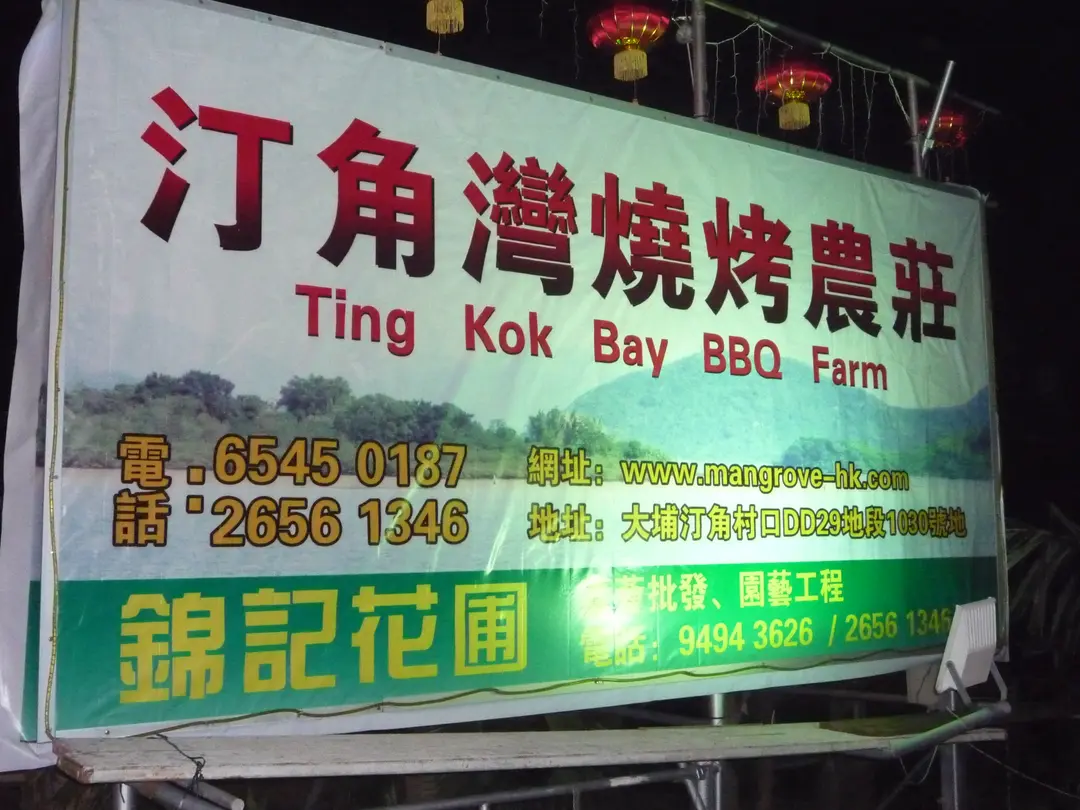 汀角灣燒烤農莊
Ting Kok Bay BBQ Farm
電話:6545 0187
2656 1346
網址:www.mangrove-hk.com
地址:大埔汀角村口DD29地段1030號地
錦記花圃
批發、園藝工程
電話:9494 3626 / 2656 1346